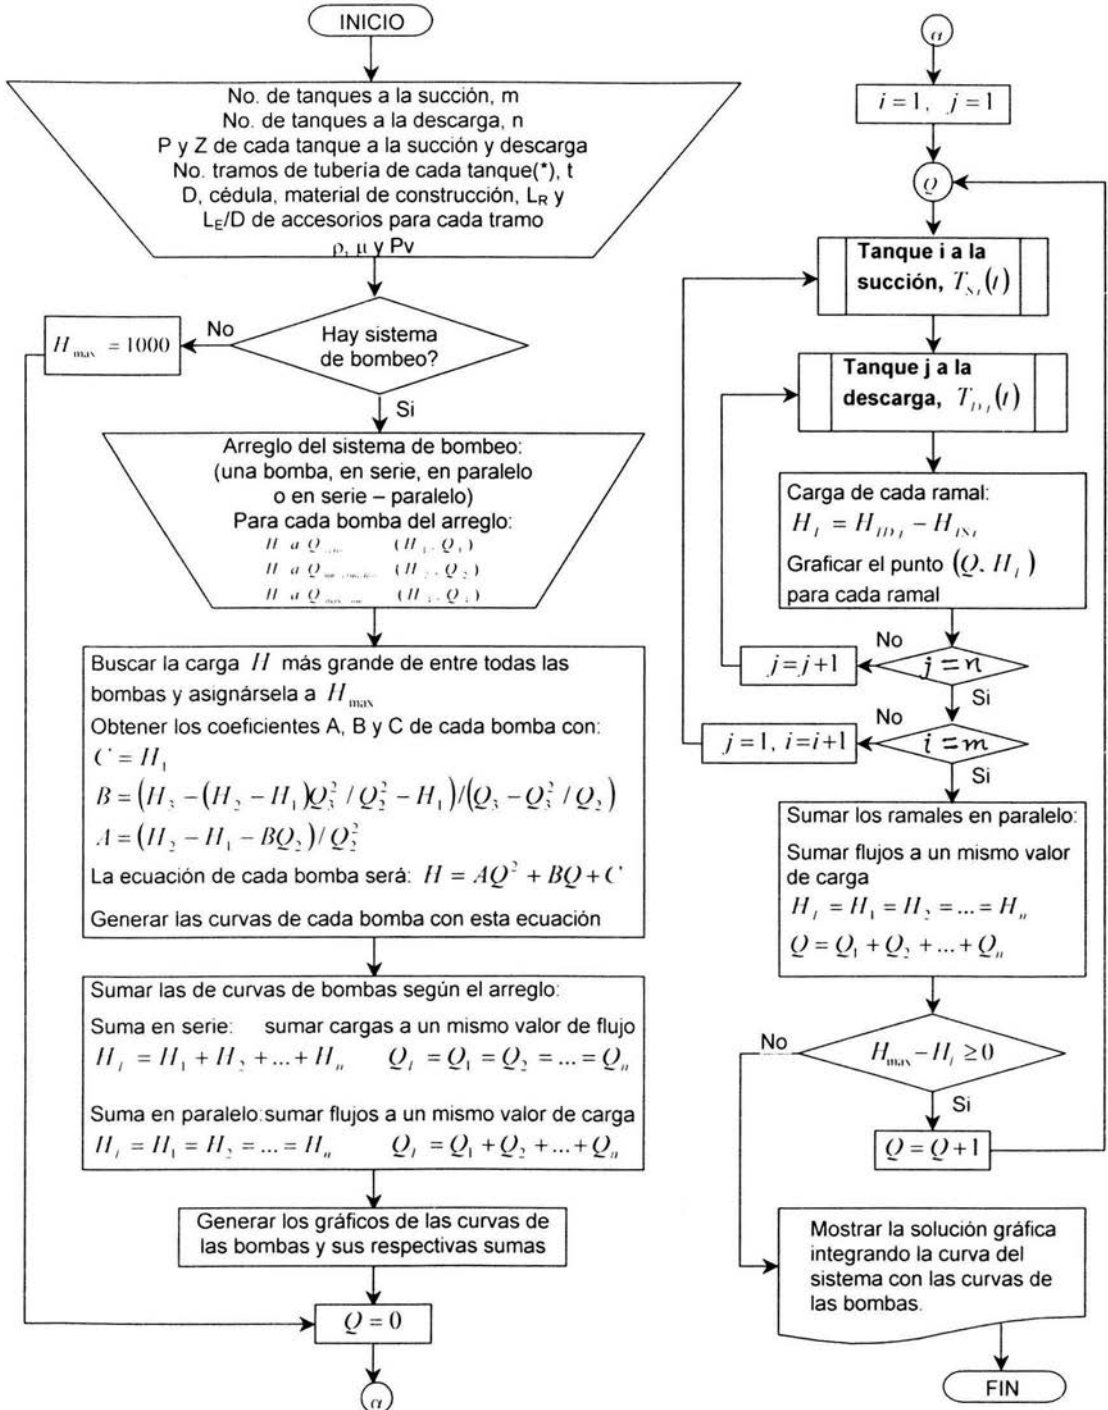 INICIO
No. de tanques a la succión, m
No. de tanques a la descarga, n
P y Z de cada tanque a la succión y descarga
No. tramos de tubería de cada tanque(*), t
D, cédula, material de construcción, L_R y
L_E/D de accesorios para cada tramo
ρ, μ y Pv
Hay sistema
de bombeo?
No
H_max = 1000
Si
Arreglo del sistema de bombeo:
(una bomba, en serie, en paralelo
o en serie – paralelo)
Para cada bomba del arreglo:
H a Q (H_1, Q_1)
H a Q (H_2, Q_2)
H a Q (H_3, Q_3)
Buscar la carga H más grande de entre todas las
bombas y asignársela a H_max
Obtener los coeficientes A, B y C de cada bomba con:
C = H_1
B = (H_3 − (H_2 − H_1)Q_3^2 / Q_2^2 − H_1)/(Q_3 − Q_3^2 / Q_2)
A = (H_2 − H_1 − BQ_2)/Q_2^2
La ecuación de cada bomba será: H = AQ^2 + BQ + C
Generar las curvas de cada bomba con esta ecuación
Sumar las de curvas de bombas según el arreglo:
Suma en serie: sumar cargas a un mismo valor de flujo
H_t = H_1 + H_2 + ... + H_n Q_t = Q_1 = Q_2 = ... = Q_n
Suma en paralelo: sumar flujos a un mismo valor de carga
H_t = H_1 = H_2 = ... = H_n Q_t = Q_1 + Q_2 + ... + Q_n
Generar los gráficos de las curvas de
las bombas y sus respectivas sumas
Q = 0
α
α
i = 1, j = 1
Q
Tanque i a la
succión, T_Si(t)
Tanque j a la
descarga, T_Dj(t)
Carga de cada ramal:
H_t = H_tDj − H_tSi
Graficar el punto (Q, H_t)
para cada ramal
No
j = j+1
j = n
Si
No
j = 1, i = i+1
i = m
Si
Sumar los ramales en paralelo:
Sumar flujos a un mismo valor
de carga
H_t = H_1 = H_2 = ... = H_n
Q = Q_1 + Q_2 + ... + Q_n
No
H_max − H_t ≥ 0
Si
Q = Q + 1
Mostrar la solución gráfica
integrando la curva del
sistema con las curvas de
las bombas.
FIN